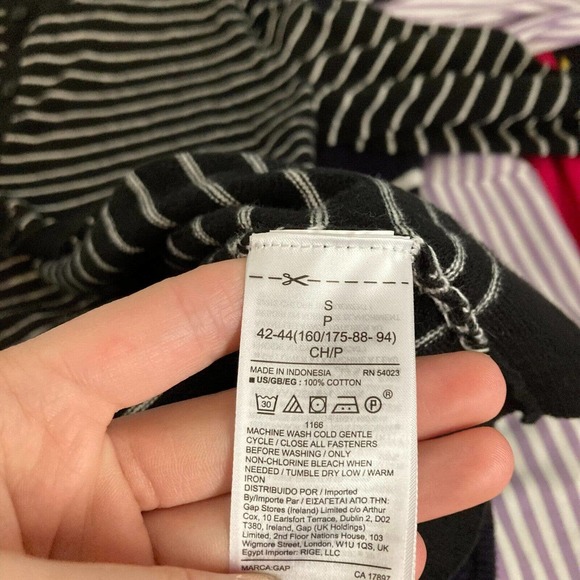 S
P
42-44(160/175-88- 94)
CH/P
MADE IN INDONESIA RN 54023
■ US/GB/EG : 100% COTTON
30 P ®
1166
MACHINE WASH COLD GENTLE
CYCLE / CLOSE ALL FASTENERS
BEFORE WASHING / ONLY
NON-CHLORINE BLEACH WHEN
NEEDED / TUMBLE DRY LOW / WARM
IRON
DISTRIBUIDO POR / Imported
By/Importe Par / ΕΙΣΑΓΕΤΑΙ ΑΠΟ ΤΗΝ:
Gap Stores (Ireland) Limited c/o Arthur
Cox, 10 Earlsfort Terrace, Dublin 2, D02
T380, Ireland, Gap (UK Holdings)
Limited, 2nd Floor Nations House, 103
Wigmore Street, London, W1U 1QS, UK
Egypt Importer: RIGE, LLC
MARCA:GAP
CA 17897